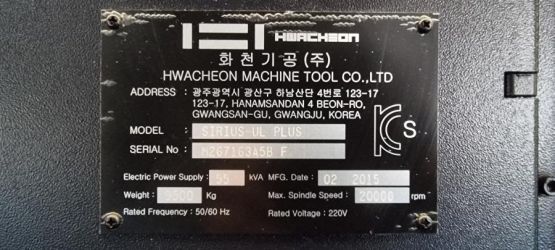 HWACHEON
화천기공(주)
HWACHEON MACHINE TOOL CO.,LTD
ADDRESS : 광주광역시 광산구 하남산단 4번로 123-17
123-17, HANAMSANDAN 4 BEON-RO,
GWANGSAN-GU, GWANGJU, KOREA
MODEL SIRIUS-UL PLUS
SERIAL No : F
Electric Power Supply : 55 kVA MFG. Date : 02 2015
Weight : 9500 Kg Max. Spindle Speed : 20000 rpm
Rated Frequency : 50/60 Hz Rated Voltage : 220V
S